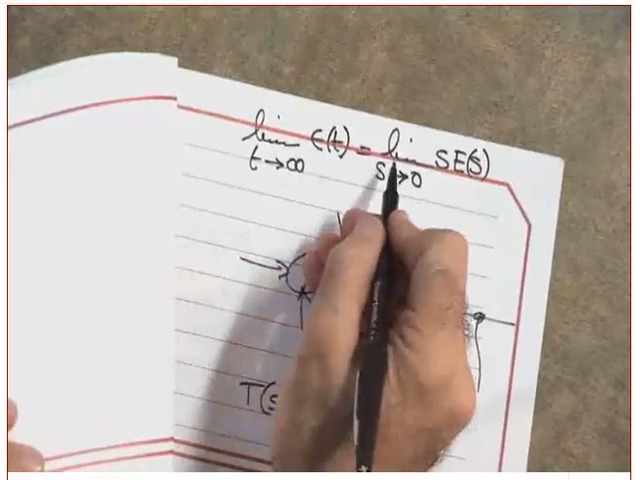 lim e(t) = lim SE(s)
t→∞ s→0
T(s